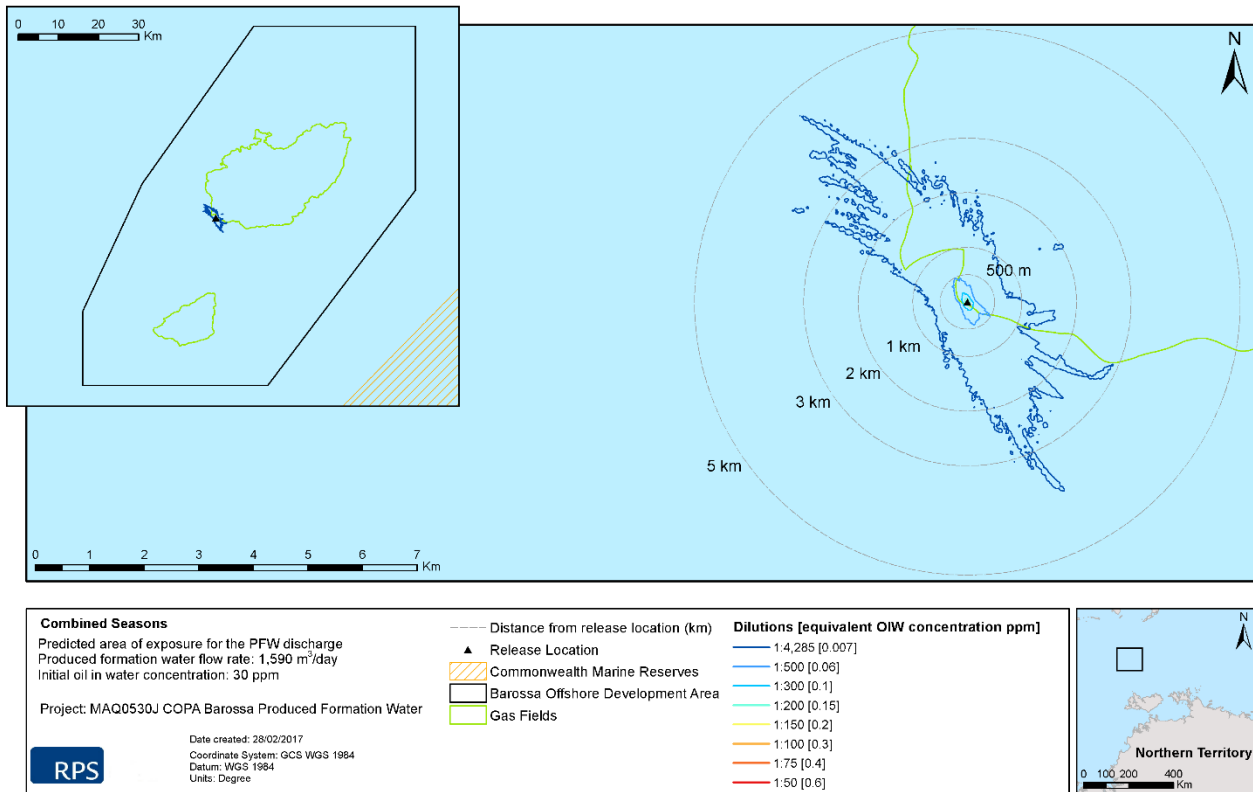 0 10 20 30
Km
N
500 m
1 km
2 km
3 km
5 km
0 1 2 3 4 5 6 7
Km
Combined Seasons
Predicted area of exposure for the PFW discharge
Produced formation water flow rate: 1,590 m³/day
Initial oil in water concentration: 30 ppm
Project: MAQ0530J COPA Barossa Produced Formation Water
Date created: 28/02/2017
Coordinate System: GCS WGS 1984
Datum: WGS 1984
Units: Degree
RPS
Distance from release location (km)
Release Location
Commonwealth Marine Reserves
Barossa Offshore Development Area
Gas Fields
Dilutions [equivalent OIW concentration ppm]
1:4,285 [0.007]
1:500 [0.06]
1:300 [0.1]
1:200 [0.15]
1:150 [0.2]
1:100 [0.3]
1:75 [0.4]
1:50 [0.6]
N
Northern Territory
0 100 200 400
Km